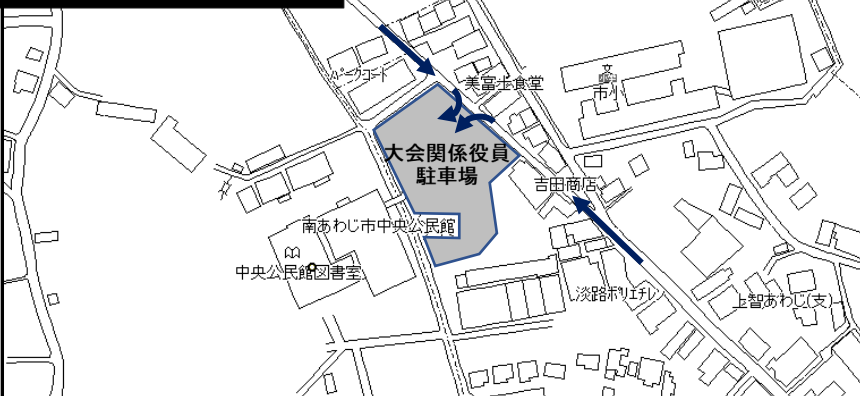 パークコート
美富士食堂
文
市小
大会関係役員
駐車場
吉田商店
南あわじ市中央公民館
中央公民館図書室
淡路ポリエチレン
上智あわじ(支)